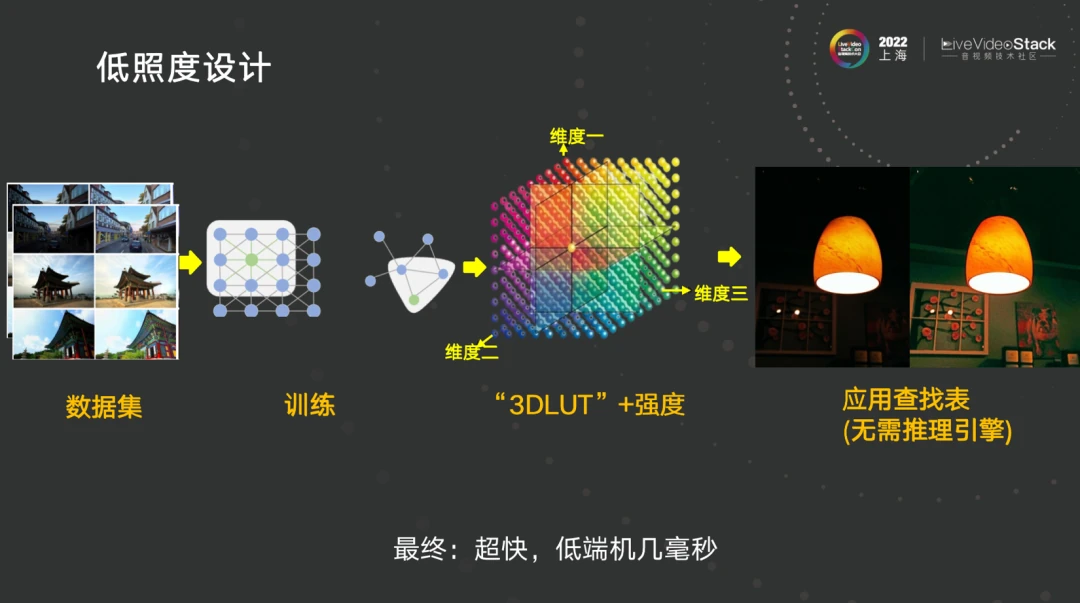 低照度设计
2022
上海
LiveVideoStack
音视频技术社区
维度一
维度三
维度二
数据集
训练
“3DLUT”+强度
应用查找表
(无需推理引擎)
最终：超快，低端机几毫秒